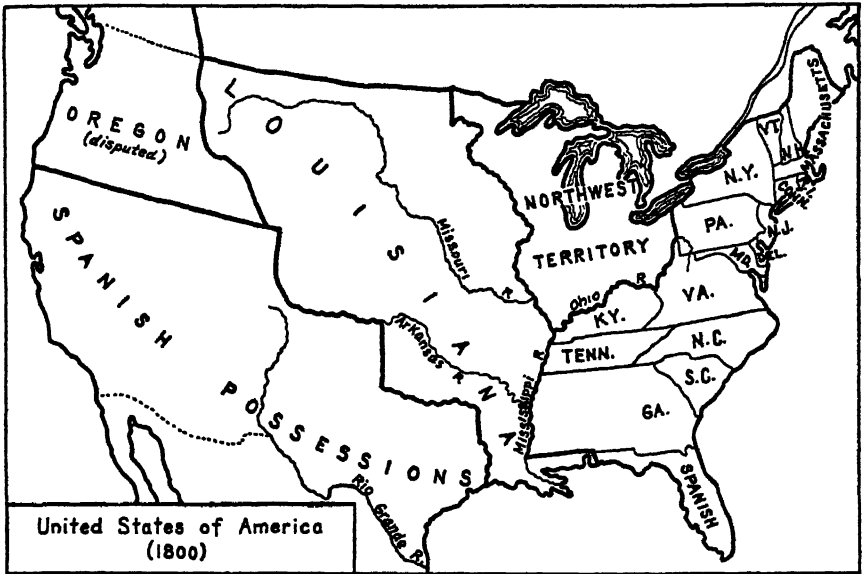 OREGON
(disputed)
LOUISIANA
SPANISH
POSSESSIONS
Missouri R.
Arkansas R.
Mississippi R.
Rio Grande R.
NORTHWEST
TERRITORY
Ohio R.
KY.
TENN.
VT.
N.H.
MASSACHUSETTS
N.Y.
CONN.
PA.
N.J.
MD.
DEL.
VA.
N.C.
S.C.
GA.
SPANISH
United States of America
(1800)